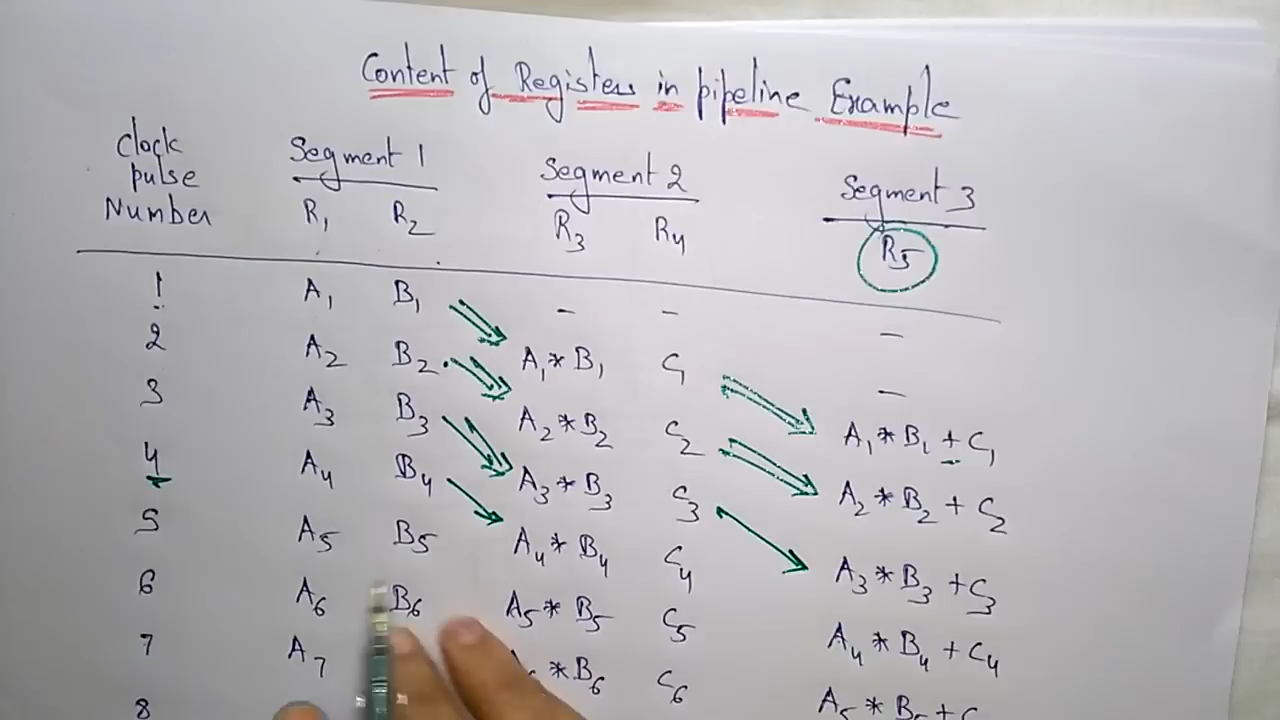 Content of Registers in pipeline Example
Clock pulse Number Segment 1 Segment 2 Segment 3
R1 R2 R3 R4 R5
1 A1 B1 - - -
2 A2 B2 A1 * B1 C1 -
3 A3 B3 A2 * B2 C2 A1 * B1 + C1
4 A4 B4 A3 * B3 C3 A2 * B2 + C2
5 A5 B5 A4 * B4 C4 A3 * B3 + C3
6 A6 B6 A5 * B5 C5 A4 * B4 + C4
7 A7 * B6 C6 A5 * B5 + C
8